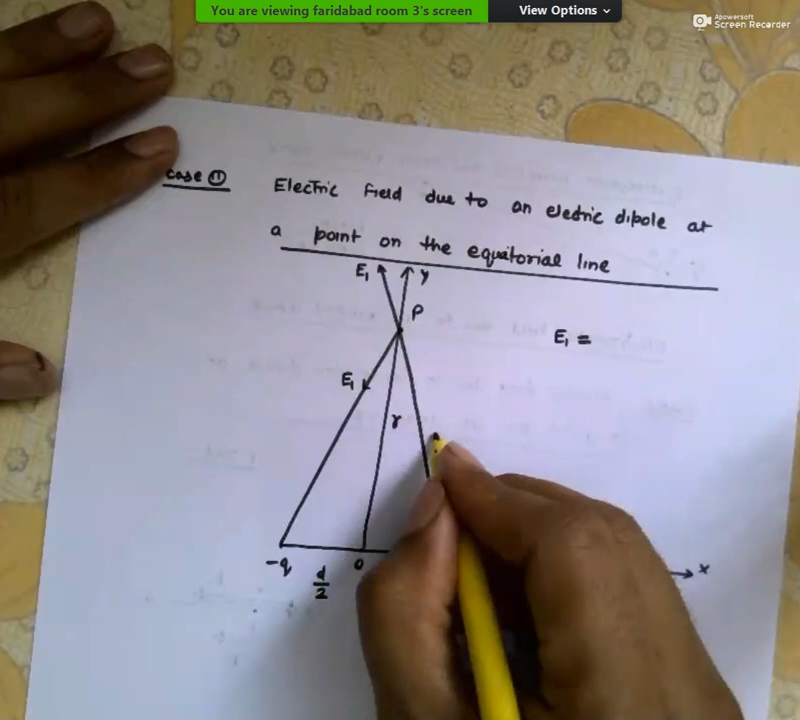 You are viewing faridabad room 3's screen
View Options
Apowersoft
Screen Recorder
Case ①
Electric Field due to an electric dipole at
a point on the equitorial line
E₁
y
P
E₁ =
E₁
r
-q
0
x
d/2